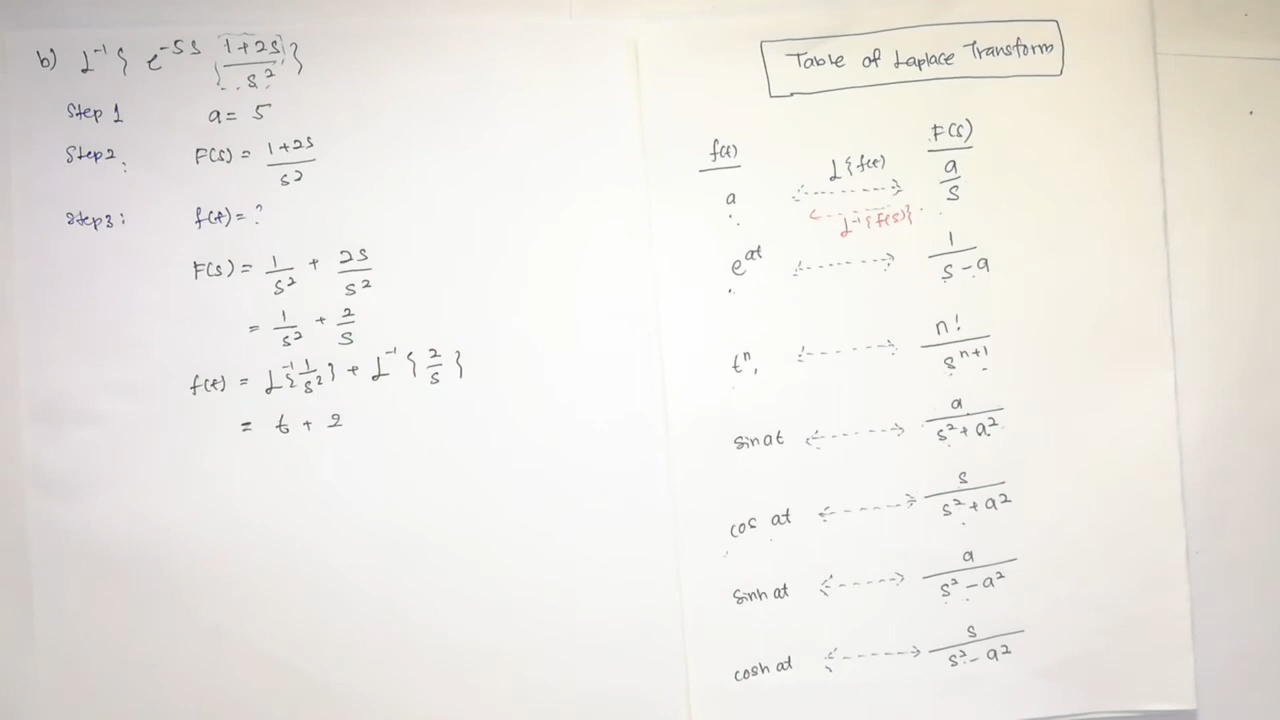 b) L⁻¹ { e⁻⁵ˢ {(1+2s)/s²} }
Step 1 a = 5
Step 2: F(s) = (1+2s)/s²
Step 3: f(t) = ?
F(s) = 1/s² + 2s/s²
= 1/s² + 2/s
f(t) = L⁻¹{1/s²} + L⁻¹{2/s}
= t + 2
Table of Laplace Transform
f(t) L{f(t)} F(s)
a <-----> a/s
L⁻¹{f(s)}
eᵃᵗ <-----> 1/(s-a)
tⁿ, <-----> n!/sⁿ⁺¹
sin at <-----> a/(s²+a²)
cos at <-----> s/(s²+a²)
sinh at <-----> a/(s²-a²)
cosh at <-----> s/(s²-a²)